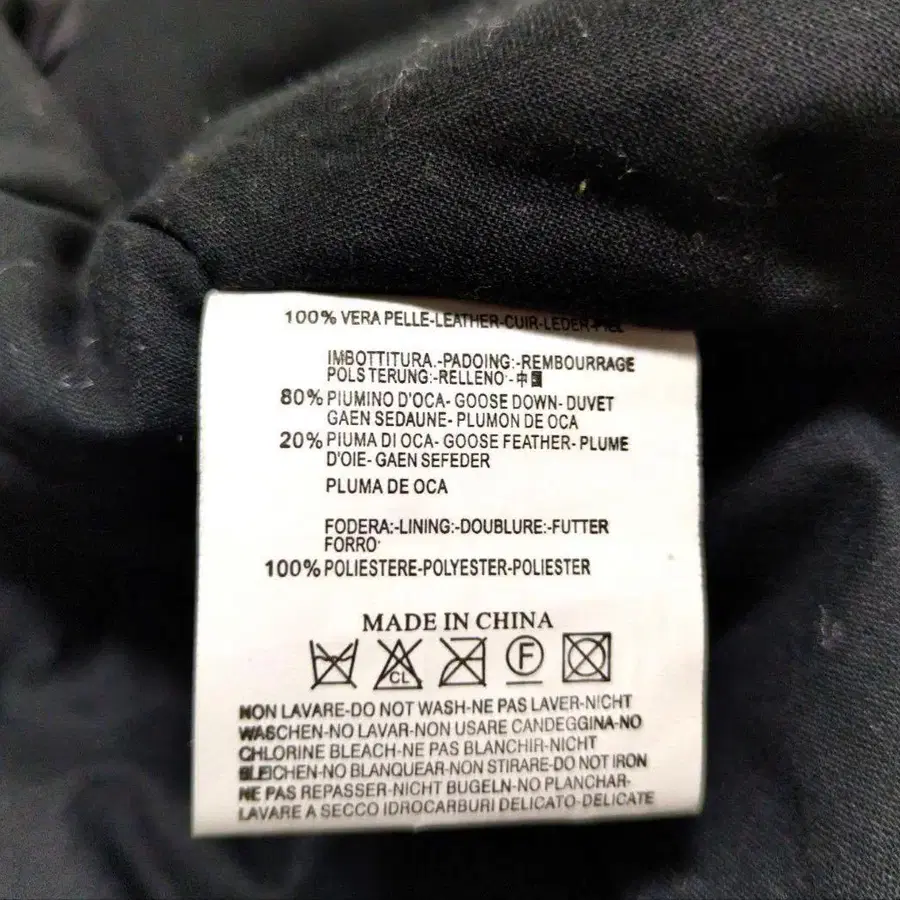 100% VERA PELLE-LEATHER-CUIR-LEDER-PIEL
IMBOTTITURA.-PADOING:-REMBOURRAGE
POLS TERUNG:-RELLENO·-中国
80% PIUMINO D'OCA- GOOSE DOWN- DUVET
GAEN SEDAUNE- PLUMON DE OCA
20% PIUMA DI OCA- GOOSE FEATHER- PLUME
D'OIE- GAEN SEFEDER
PLUMA DE OCA
FODERA:-LINING:-DOUBLURE:-FUTTER
FORRO·
100% POLIESTERE-POLYESTER-POLIESTER
MADE IN CHINA
CL F
NON LAVARE-DO NOT WASH-NE PAS LAVER-NICHT
WASCHEN-NO LAVAR-NON USARE CANDEGGINA-NO
CHLORINE BLEACH-NE PAS BLANCHIR-NICHT
BLEICHEN-NO BLANQUEAR-NON STIRARE-DO NOT IRON
NE PAS REPASSER-NICHT BUGELN-NO PLANCHAR-
LAVARE A SECCO IDROCARBURI DELICATO-DELICATE